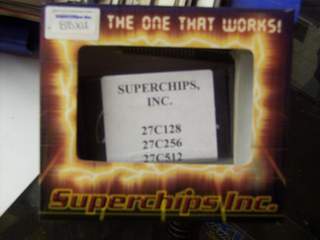 THE ONE THAT WORKS!
SUPERCHIPS,
INC.
27C128
27C256
27C512
Superchips Inc.